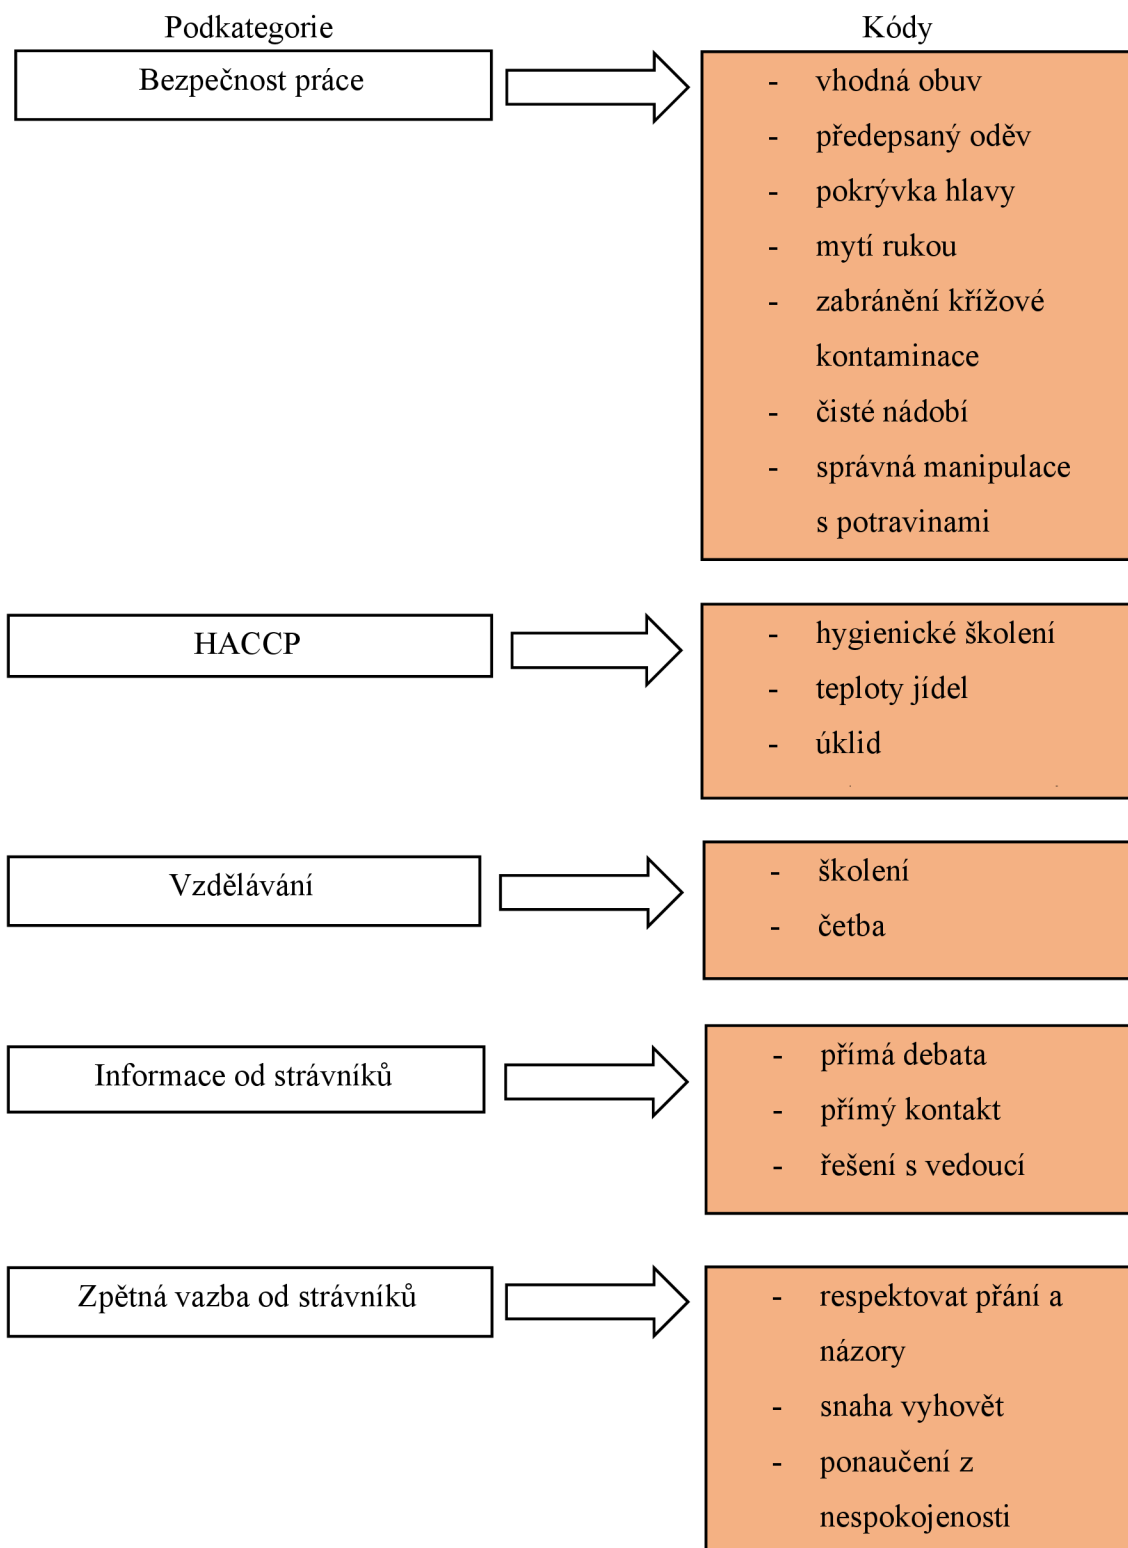 Podkategorie
Kódy
Bezpečnost práce
- vhodná obuv
- předepsaný oděv
- pokrývka hlavy
- mytí rukou
- zabránění křížové
kontaminace
- čisté nádobí
- správná manipulace
s potravinami
HACCP
- hygienické školení
- teploty jídel
- úklid
Vzdělávání
- školení
- četba
Informace od strávníků
- přímá debata
- přímý kontakt
- řešení s vedoucí
Zpětná vazba od strávníků
- respektovat přání a
názory
- snaha vyhovět
- ponaučení z
nespokojenosti